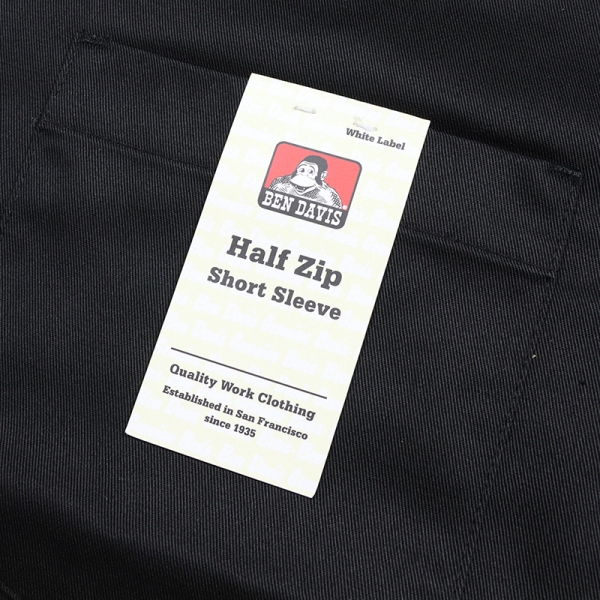 White Label
BEN DAVIS
Half Zip
Short Sleeve
Quality Work Clothing
Established in San Francisco
since 1935